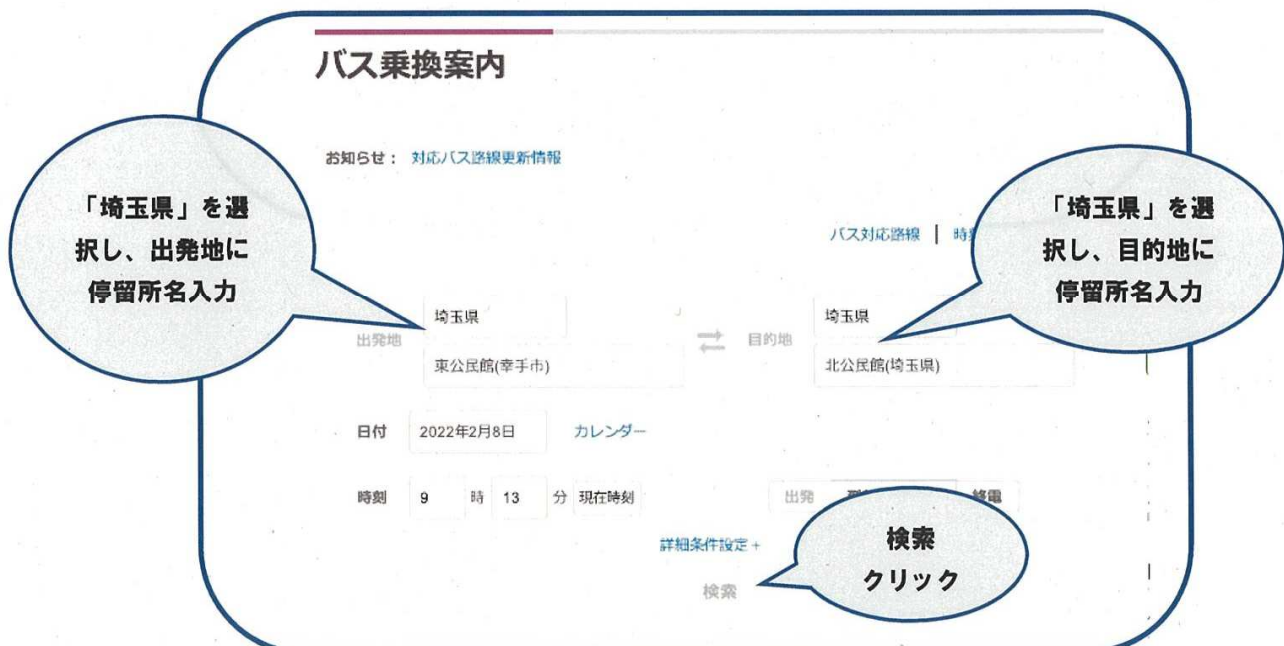 バス乗換案内
お知らせ： 対応バス路線更新情報
「埼玉県」を選
択し、出発地に
停留所名入力
「埼玉県」を選
択し、目的地に
停留所名入力
バス対応路線 | 時
出発地 埼玉県
東公民館(幸手市)
目的地 埼玉県
北公民館(埼玉県)
日付 2022年2月8日 カレンダー
時刻 9 時 13 分 現在時刻 出発 終電
詳細条件設定 +
検索
検索
クリック